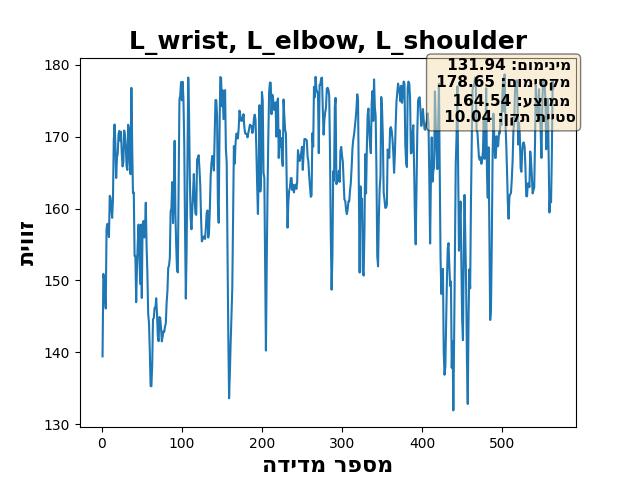 L_wrist, L_elbow, L_shoulder
מינימום: 131.94
מקסימום: 178.65
ממוצע: 164.54
סטיית תקן: 10.04
180
170
160
150
140
130
זווית
0 100 200 300 400 500
מספר מדידה